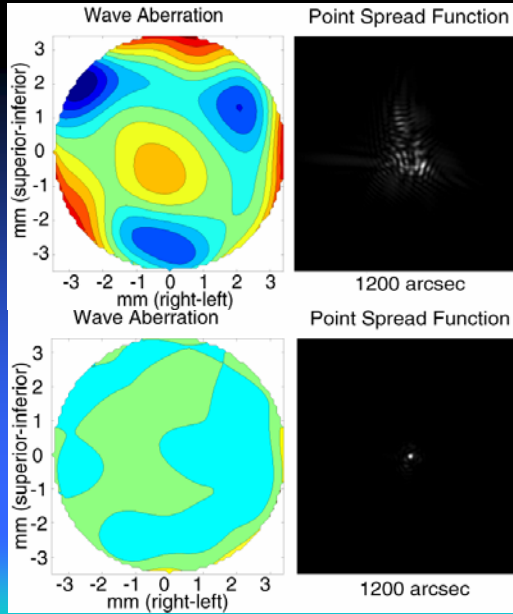 Wave Aberration
Point Spread Function
mm (superior-inferior)
3
2
1
0
-1
-2
-3
-3 -2 -1 0 1 2 3
mm (right-left)
1200 arcsec
Wave Aberration
Point Spread Function
mm (superior-inferior)
3
2
1
0
-1
-2
-3
-3 -2 -1 0 1 2 3
mm (right-left)
1200 arcsec